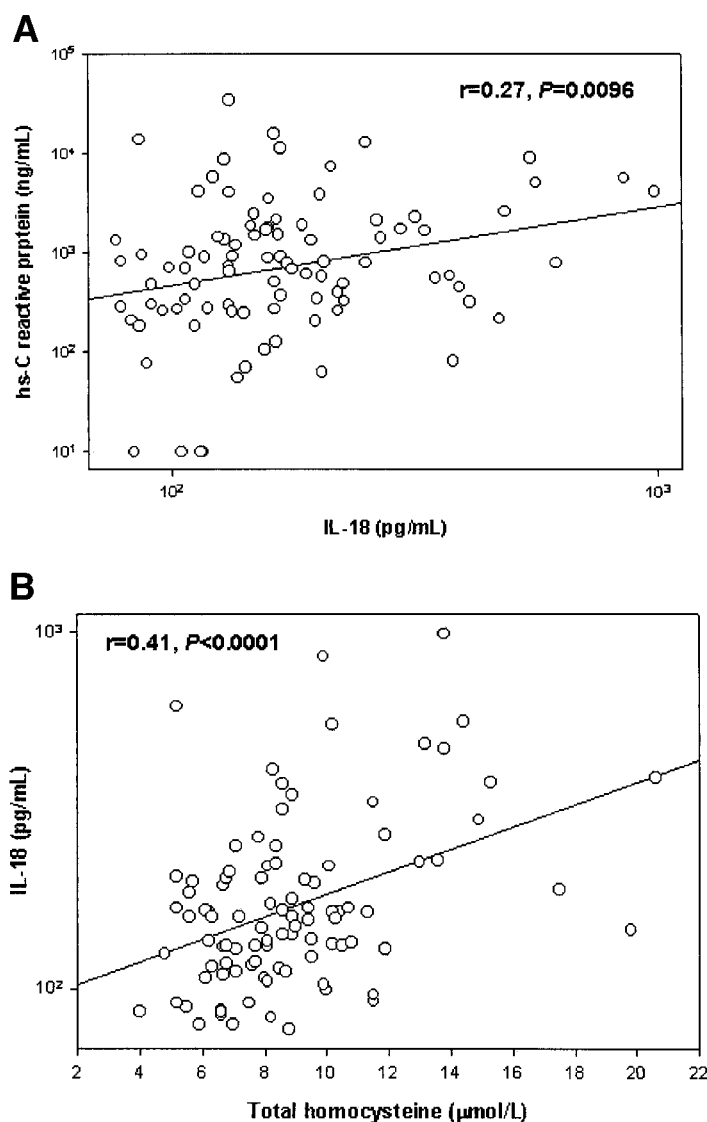 A
r=0.27, P=0.0096
hs-C reactive prptein (ng/mL)
10⁵
10⁴
10³
10²
10¹
10² 10³
IL-18 (pg/mL)
B
r=0.41, P<0.0001
IL-18 (pg/mL)
10³
10²
2 4 6 8 10 12 14 16 18 20 22
Total homocysteine (μmol/L)